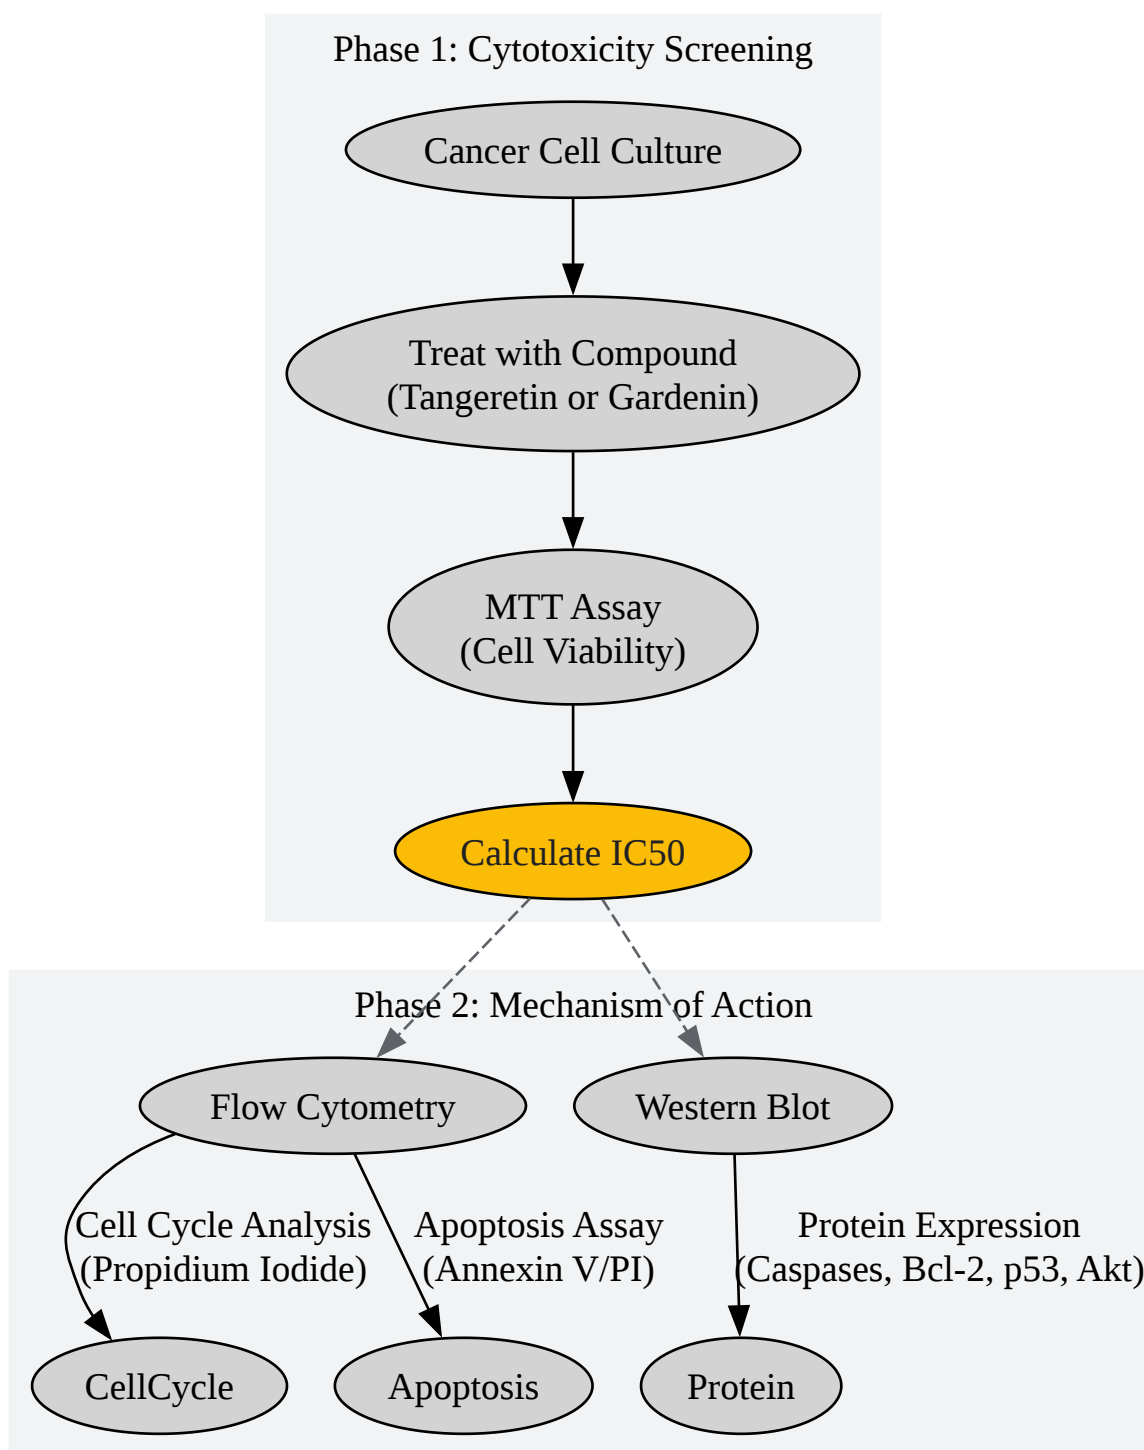 Phase 1: Cytotoxicity Screening
Cancer Cell Culture
Treat with Compound
(Tangeretin or Gardenin)
MTT Assay
(Cell Viability)
Calculate IC50
Phase 2: Mechanism of Action
Flow Cytometry
Western Blot
Cell Cycle Analysis
(Propidium Iodide)
Apoptosis Assay
(Annexin V/PI)
Protein Expression
(Caspases, Bcl-2, p53, Akt)
CellCycle
Apoptosis
Protein